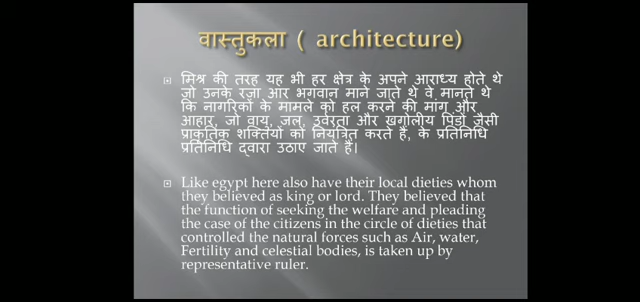 वास्तुकला ( architecture)
मिश्र की तरह यह भी हर क्षेत्र के अपने आराध्य होते थे
जो उनके रजा और भगवान माने जाते थे वे मानते थे
कि नागरिकों के मामले को हल करने की मांग और
आहार, जो वायु, जल, उर्वरता और खगोलीय पिंडों जैसी
प्राकृतिक शक्तियों को नियंत्रित करते हैं, के प्रतिनिधि
प्रतिनिधि द्वारा उठाए जाते हैं।
Like egypt here also have their local dieties whom
they believed as king or lord. They believed that
the function of seeking the welfare and pleading
the case of the citizens in the circle of dieties that
controlled the natural forces such as Air, water,
Fertility and celestial bodies, is taken up by
representative ruler.